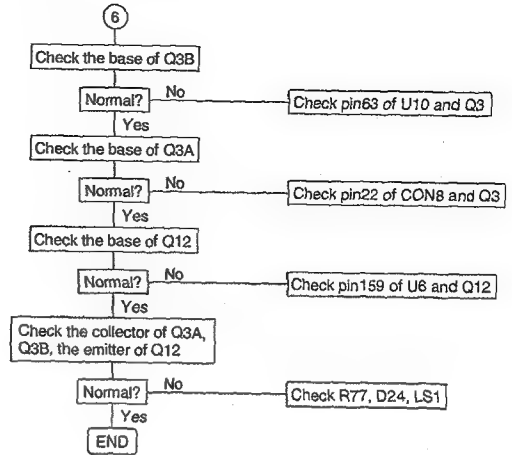 6
Check the base of Q3B
Normal?
No
Check pin63 of U10 and Q3
Yes
Check the base of Q3A
Normal?
No
Check pin22 of CON8 and Q3
Yes
Check the base of Q12
Normal?
No
Check pin159 of U6 and Q12
Yes
Check the collector of Q3A,
Q3B, the emitter of Q12
Normal?
No
Check R77, D24, LS1
Yes
END